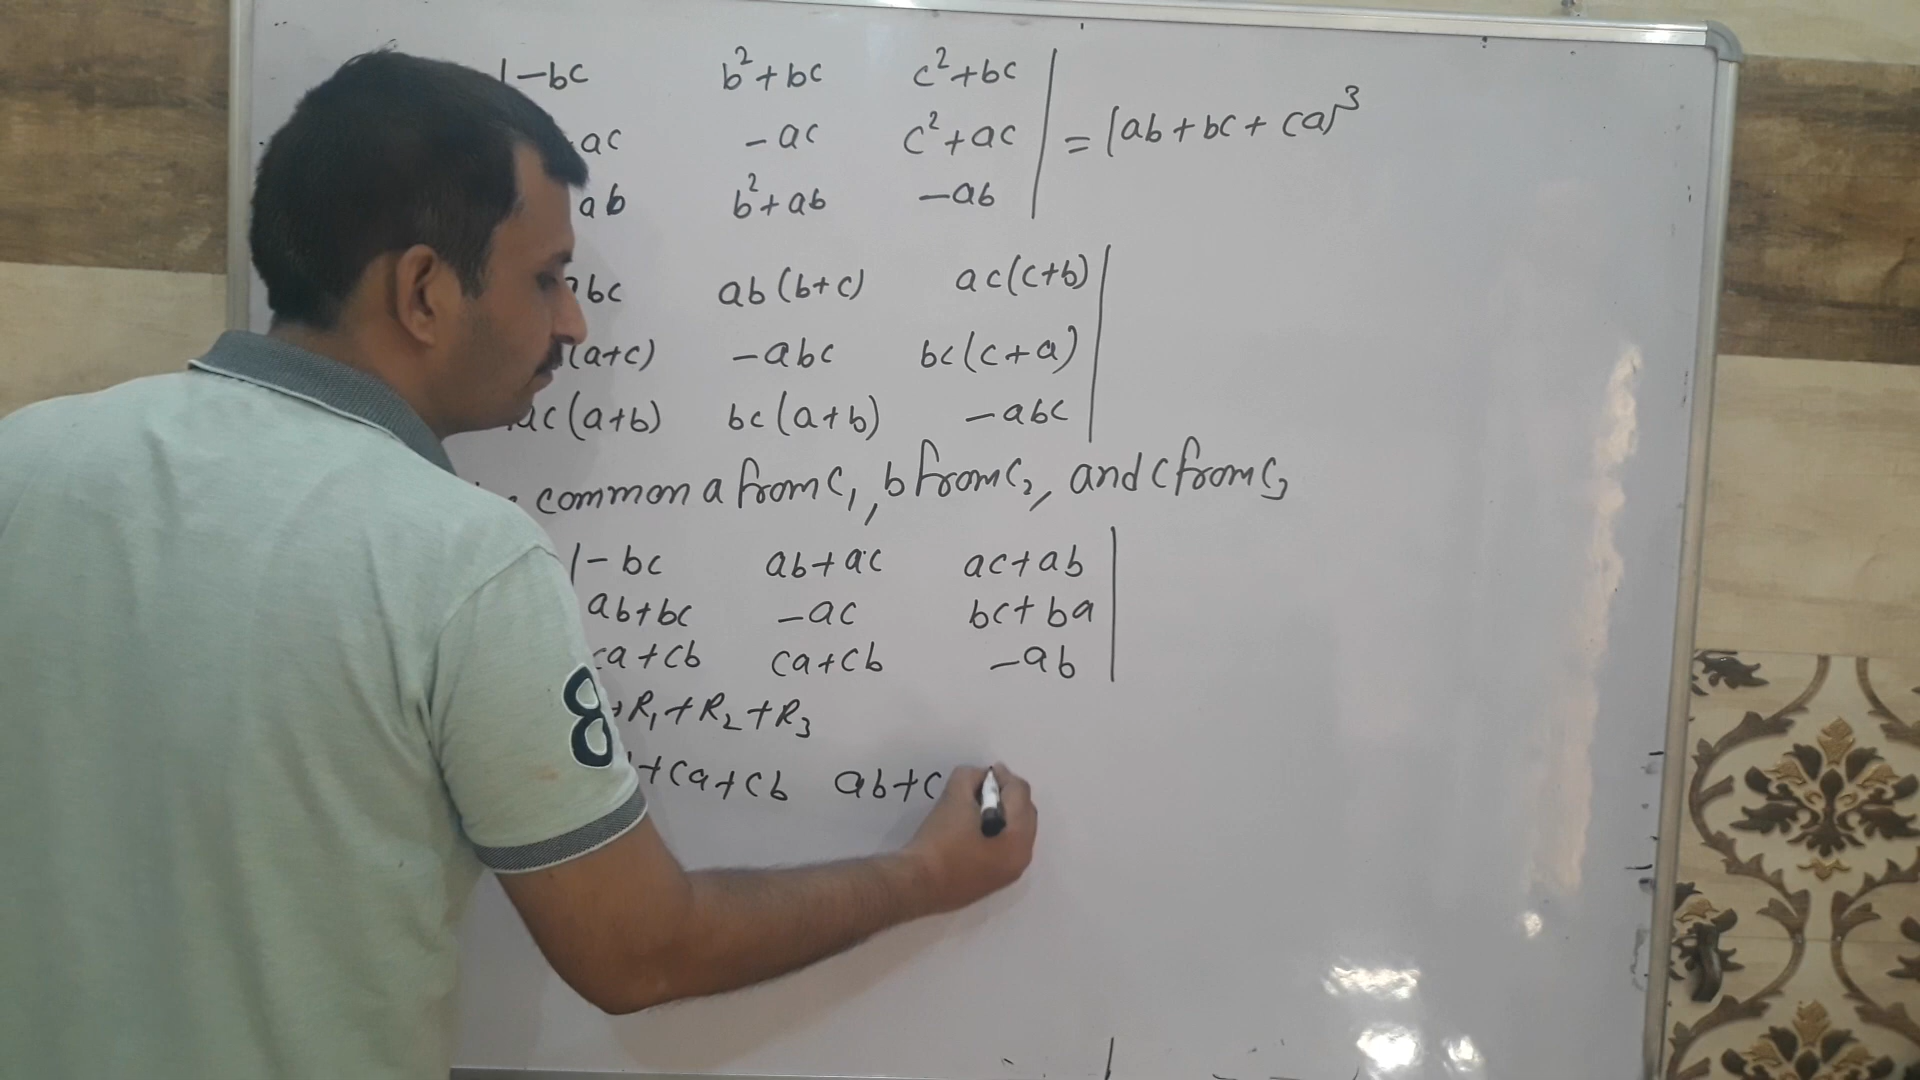 |-bc b²+bc c²+bc |
ac -ac c²+ac | = (ab+bc+ca)³
ab b²+ab -ab |
bc ab(b+c) ac(c+b) |
(a+c) -abc bc(c+a) |
ac(a+b) bc(a+b) -abc |
common a from C₁, b from C₂, and c from C₃
|-bc ab+ac ac+ab |
ab+bc -ac bc+ba |
ca+cb ca+cb -ab |
R₁+R₂+R₃
+ca+cb ab+c
8